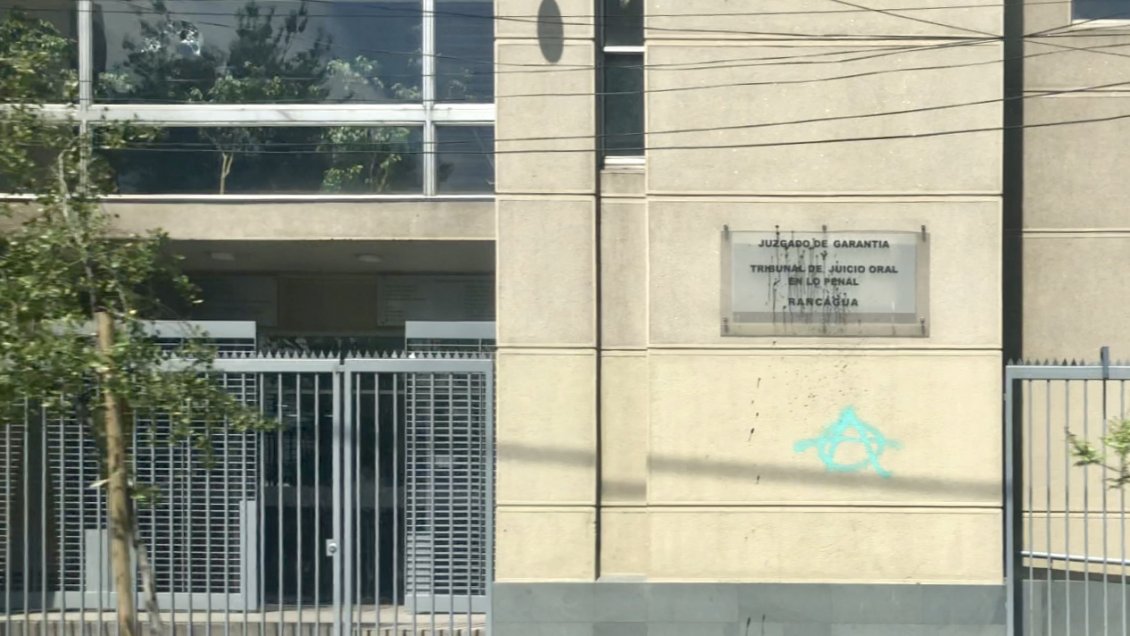 JUZGADO DE GARANTIA
Y
TRIBUNAL DE JUICIO ORAL
EN LO PENAL
RANCAGUA